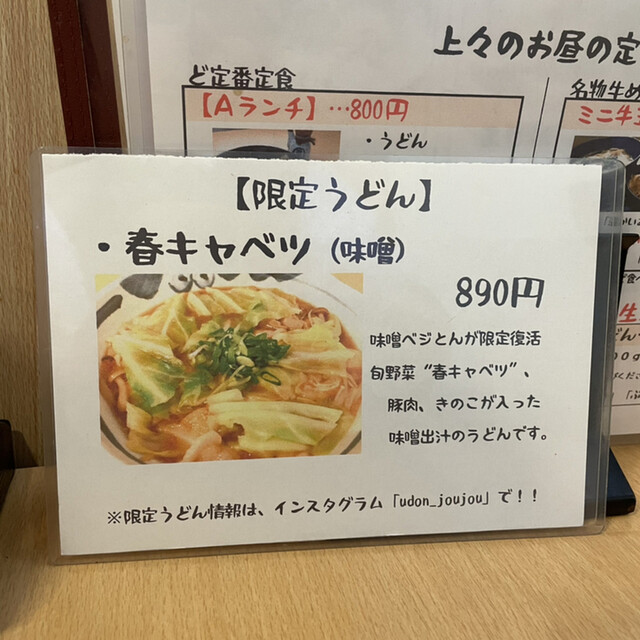 上々のお昼の定
ど定番定食
【Aランチ】…800円
・うどん
名物生め
ミニ牛
【限定うどん】
・春キャベツ（味噌）
890円
味噌ベジとんが限定復活
旬野菜“春キャベツ”、
豚肉、きのこが入った
味噌出汁のうどんです。
※限定うどん情報は、インスタグラム「udon_joujou」で！！